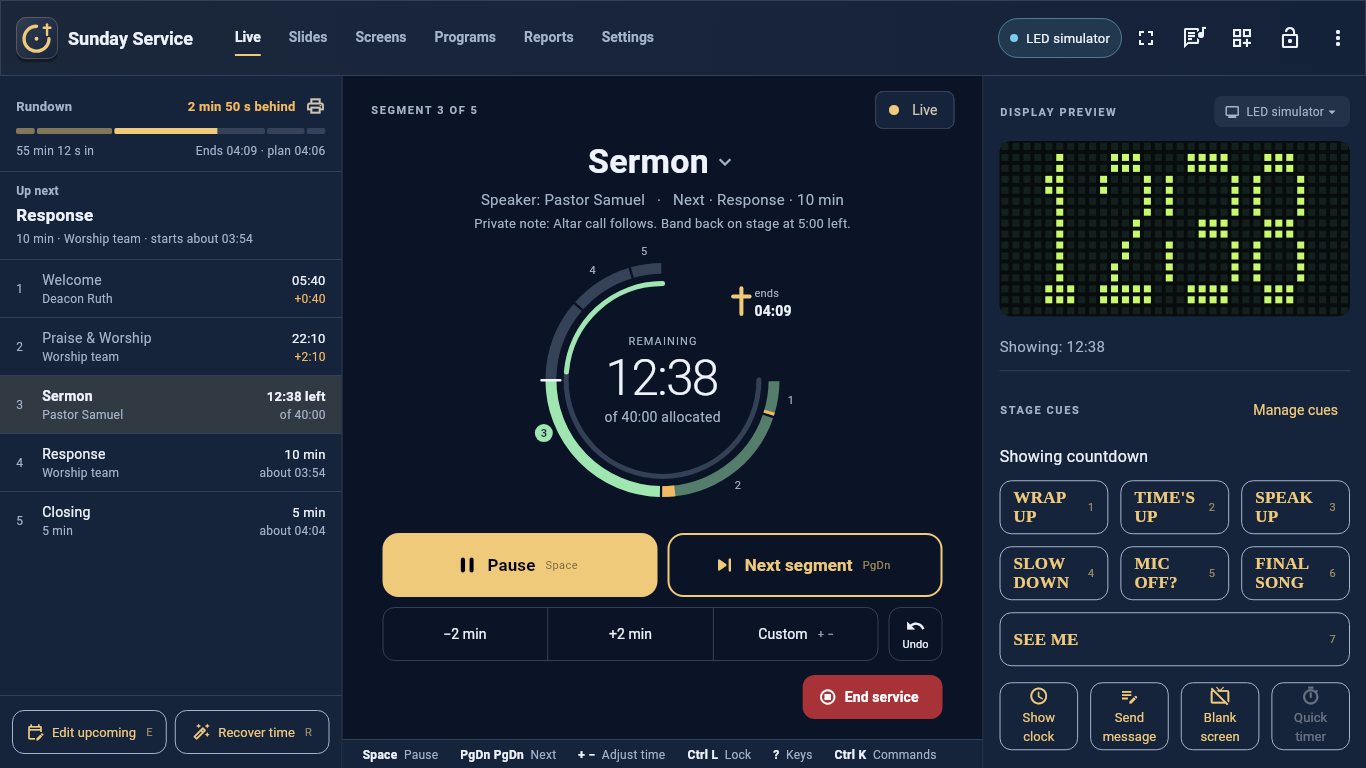 Sunday Service
Live
Slides
Screens
Programs
Reports
Settings
LED simulator
Rundown
2 min 50 s behind
55 min 12 s in
Ends 04:09 · plan 04:06
Up next
Response
10 min · Worship team · starts about 03:54
1
Welcome
05:40
Deacon Ruth
+0:40
2
Praise & Worship
22:10
Worship team
+2:10
3
Sermon
12:38 left
Pastor Samuel
of 40:00
4
Response
10 min
Worship team
about 03:54
5
Closing
5 min
5 min
about 04:04
Edit upcoming E
Recover time R
SEGMENT 3 OF 5
Live
Sermon
Speaker: Pastor Samuel · Next · Response · 10 min
Private note: Altar call follows. Band back on stage at 5:00 left.
5
4
ends
04:09
REMAINING
12:38
of 40:00 allocated
1
3
2
Pause Space
Next segment PgDn
−2 min
+2 min
Custom + −
Undo
End service
Space Pause
PgDn PgDn Next
+ − Adjust time
Ctrl L Lock
? Keys
Ctrl K Commands
DISPLAY PREVIEW
LED simulator
12:38
Showing: 12:38
STAGE CUES
Manage cues
Showing countdown
WRAP
UP
1
TIME'S
UP
2
SPEAK
UP
3
SLOW
DOWN
4
MIC
OFF?
5
FINAL
SONG
6
SEE ME
7
Show
clock
Send
message
Blank
screen
Quick
timer